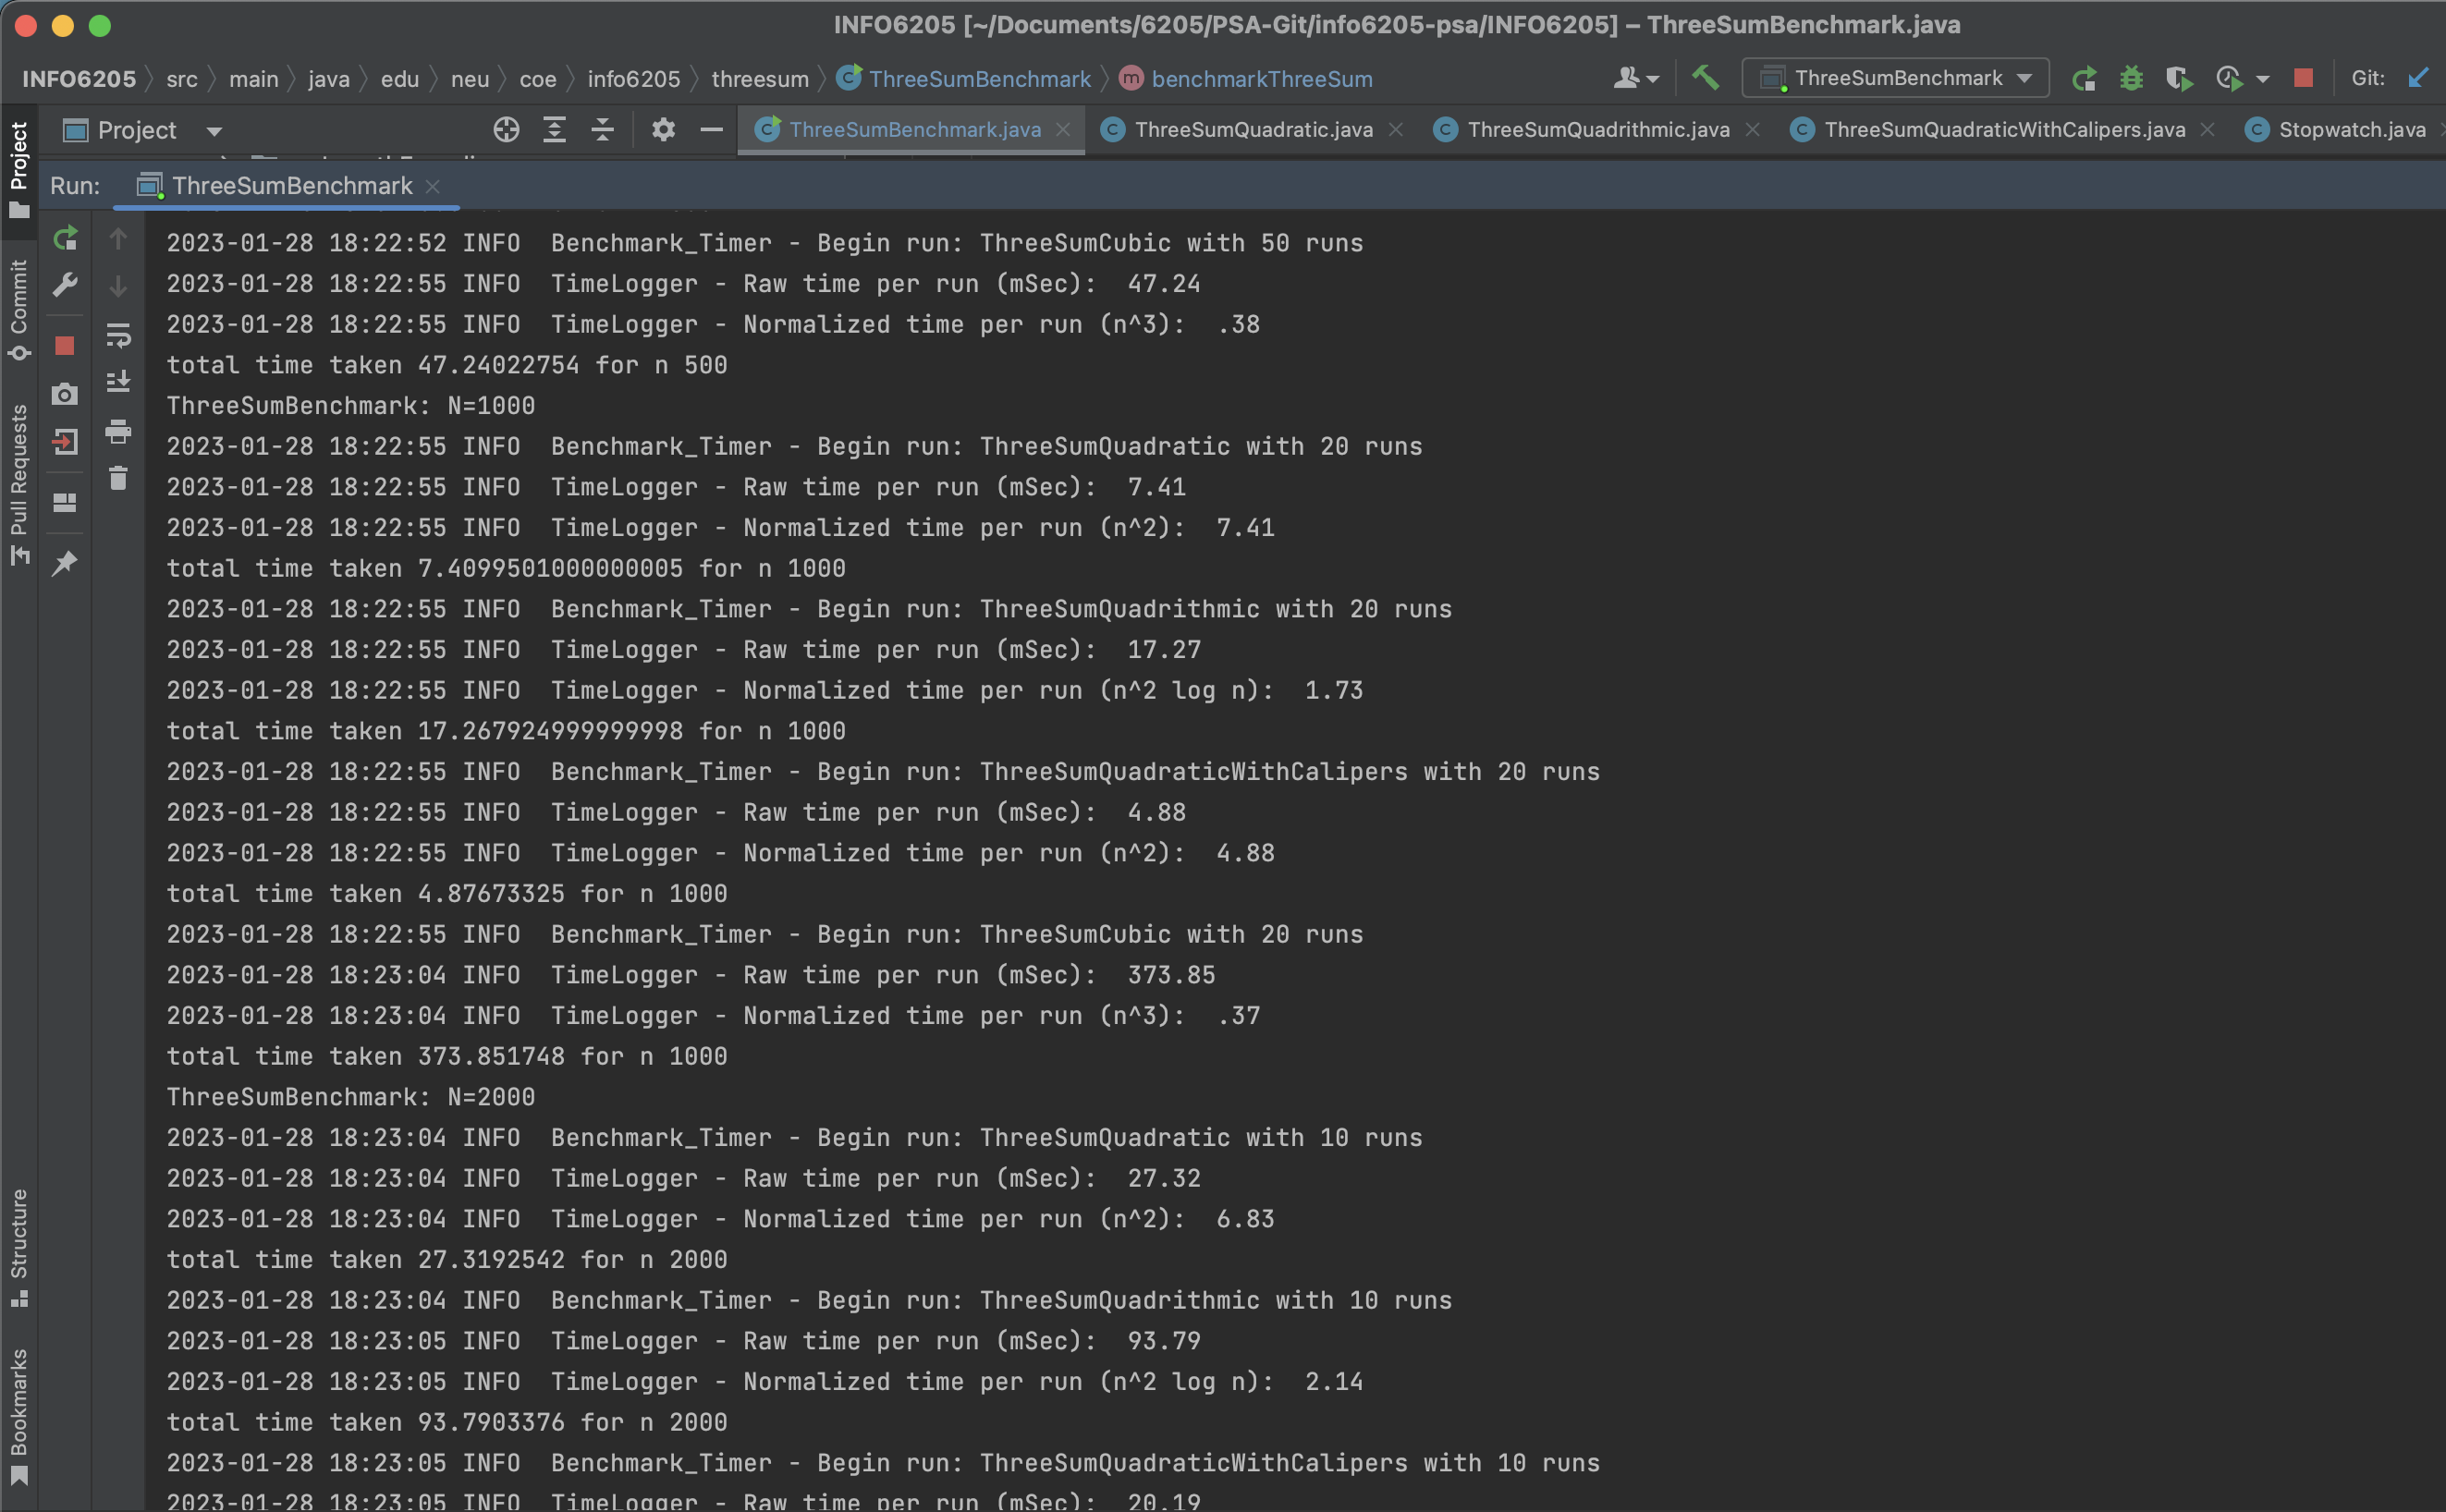 INFO6205 [~/Documents/6205/PSA-Git/info6205-psa/INFO6205] – ThreeSumBenchmark.java
INFO6205 src main java edu neu coe info6205 threesum ThreeSumBenchmark benchmarkThreeSum ThreeSumBenchmark Git:
Project ThreeSumBenchmark.java ThreeSumQuadratic.java ThreeSumQuadrithmic.java ThreeSumQuadraticWithCalipers.java Stopwatch.java
Run: ThreeSumBenchmark
Project
Commit
Pull Requests
Structure
Bookmarks
2023-01-28 18:22:52 INFO  Benchmark_Timer - Begin run: ThreeSumCubic with 50 runs
2023-01-28 18:22:55 INFO  TimeLogger - Raw time per run (mSec):  47.24
2023-01-28 18:22:55 INFO  TimeLogger - Normalized time per run (n^3):  .38
total time taken 47.24022754 for n 500
ThreeSumBenchmark: N=1000
2023-01-28 18:22:55 INFO  Benchmark_Timer - Begin run: ThreeSumQuadratic with 20 runs
2023-01-28 18:22:55 INFO  TimeLogger - Raw time per run (mSec):  7.41
2023-01-28 18:22:55 INFO  TimeLogger - Normalized time per run (n^2):  7.41
total time taken 7.4099501000000005 for n 1000
2023-01-28 18:22:55 INFO  Benchmark_Timer - Begin run: ThreeSumQuadrithmic with 20 runs
2023-01-28 18:22:55 INFO  TimeLogger - Raw time per run (mSec):  17.27
2023-01-28 18:22:55 INFO  TimeLogger - Normalized time per run (n^2 log n):  1.73
total time taken 17.267924999999998 for n 1000
2023-01-28 18:22:55 INFO  Benchmark_Timer - Begin run: ThreeSumQuadraticWithCalipers with 20 runs
2023-01-28 18:22:55 INFO  TimeLogger - Raw time per run (mSec):  4.88
2023-01-28 18:22:55 INFO  TimeLogger - Normalized time per run (n^2):  4.88
total time taken 4.87673325 for n 1000
2023-01-28 18:22:55 INFO  Benchmark_Timer - Begin run: ThreeSumCubic with 20 runs
2023-01-28 18:23:04 INFO  TimeLogger - Raw time per run (mSec):  373.85
2023-01-28 18:23:04 INFO  TimeLogger - Normalized time per run (n^3):  .37
total time taken 373.851748 for n 1000
ThreeSumBenchmark: N=2000
2023-01-28 18:23:04 INFO  Benchmark_Timer - Begin run: ThreeSumQuadratic with 10 runs
2023-01-28 18:23:04 INFO  TimeLogger - Raw time per run (mSec):  27.32
2023-01-28 18:23:04 INFO  TimeLogger - Normalized time per run (n^2):  6.83
total time taken 27.3192542 for n 2000
2023-01-28 18:23:04 INFO  Benchmark_Timer - Begin run: ThreeSumQuadrithmic with 10 runs
2023-01-28 18:23:05 INFO  TimeLogger - Raw time per run (mSec):  93.79
2023-01-28 18:23:05 INFO  TimeLogger - Normalized time per run (n^2 log n):  2.14
total time taken 93.7903376 for n 2000
2023-01-28 18:23:05 INFO  Benchmark_Timer - Begin run: ThreeSumQuadraticWithCalipers with 10 runs
2023-01-28 18:23:05 INFO  TimeLogger - Raw time per run (mSec):  20.19